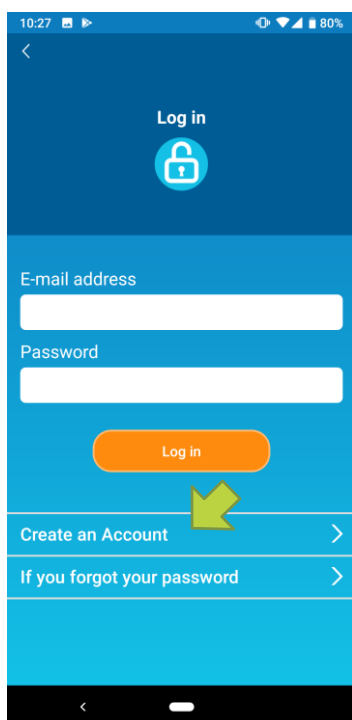 10:27 80%
Log in
E-mail address
Password
Log in
Create an Account
If you forgot your password